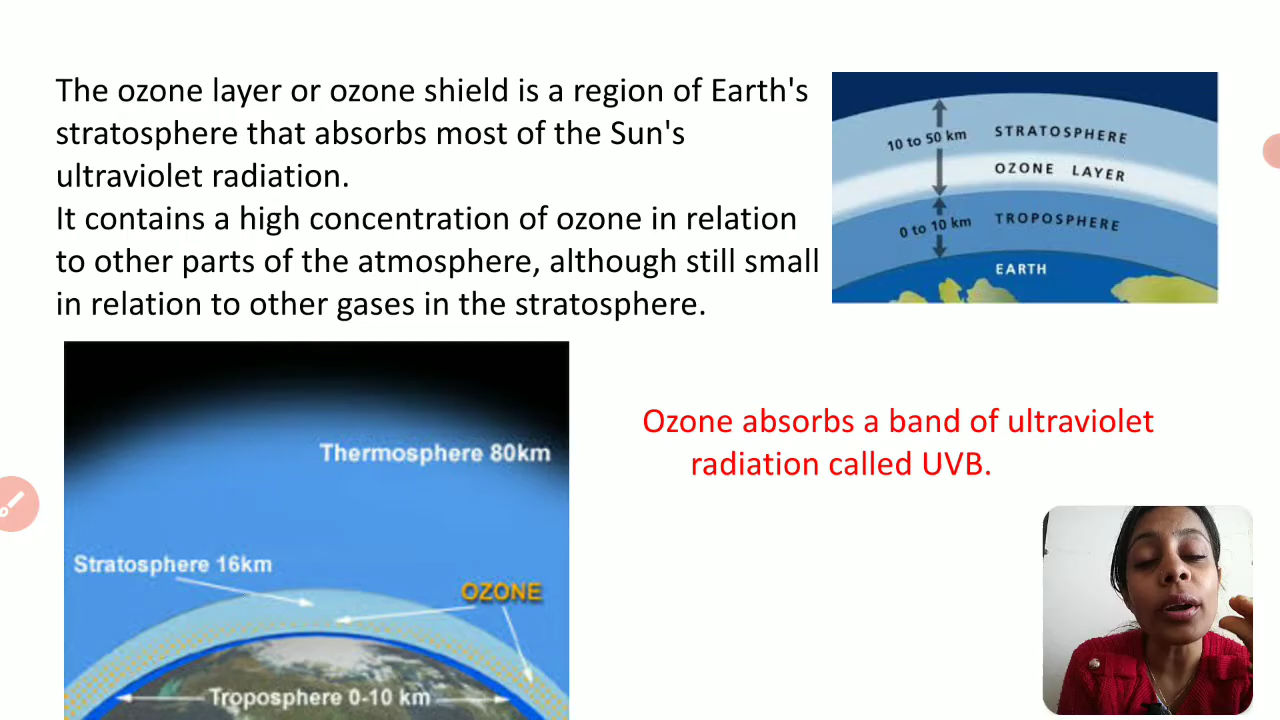 The ozone layer or ozone shield is a region of Earth's
stratosphere that absorbs most of the Sun's
ultraviolet radiation.
It contains a high concentration of ozone in relation
to other parts of the atmosphere, although still small
in relation to other gases in the stratosphere.
10 to 50 km
STRATOSPHERE
OZONE LAYER
0 to 10 km
TROPOSPHERE
EARTH
Thermosphere 80km
Stratosphere 16km
OZONE
Troposphere 0-10 km
Ozone absorbs a band of ultraviolet
radiation called UVB.